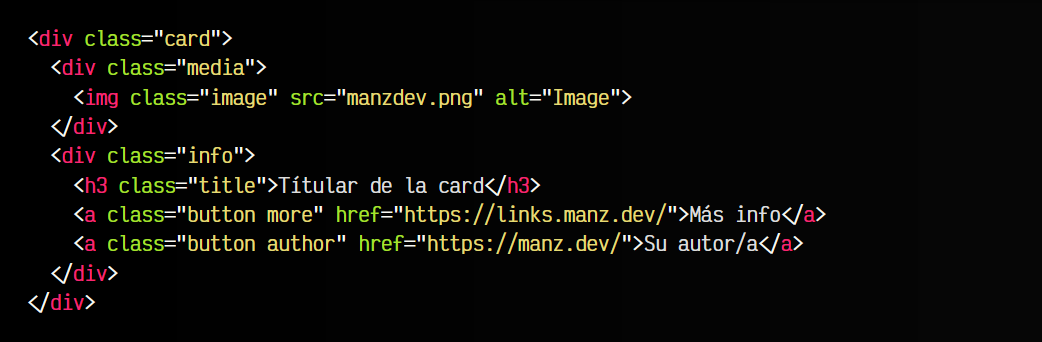 <div class="card">
  <div class="media">
    <img class="image" src="manzdev.png" alt="Image">
  </div>
  <div class="info">
    <h3 class="title">Títular de la card</h3>
    <a class="button more" href="https://links.manz.dev/">Más info</a>
    <a class="button author" href="https://manz.dev/">Su autor/a</a>
  </div>
</div>